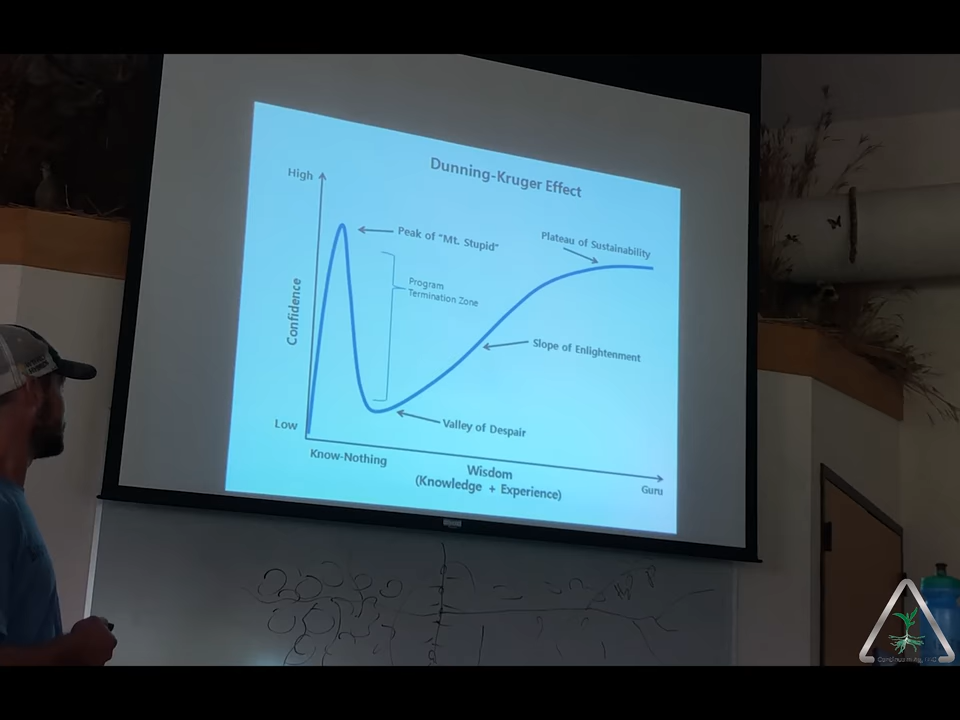 Dunning-Kruger Effect
High
Peak of "Mt. Stupid"
Plateau of Sustainability
Program
Termination Zone
Confidence
Slope of Enlightenment
Valley of Despair
Low
Know-Nothing
Wisdom
(Knowledge + Experience)
Guru